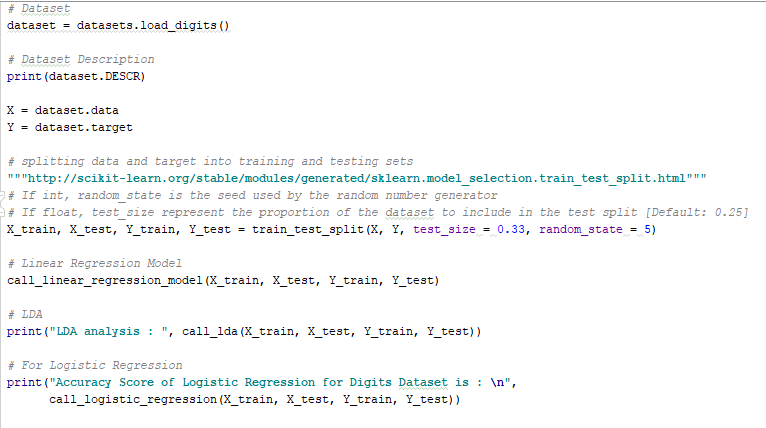 # Dataset
dataset = datasets.load_digits()
# Dataset Description
print(dataset.DESCR)
X = dataset.data
Y = dataset.target
# splitting data and target into training and testing sets
"""http://scikit-learn.org/stable/modules/generated/sklearn.model_selection.train_test_split.html"""
# If int, random_state is the seed used by the random number generator
# If float, test_size represent the proportion of the dataset to include in the test split [Default: 0.25]
X_train, X_test, Y_train, Y_test = train_test_split(X, Y, test_size = 0.33, random_state = 5)
# Linear Regression Model
call_linear_regression_model(X_train, X_test, Y_train, Y_test)
# LDA
print("LDA analysis : ", call_lda(X_train, X_test, Y_train, Y_test))
# For Logistic Regression
print("Accuracy Score of Logistic Regression for Digits Dataset is : \n",
      call_logistic_regression(X_train, X_test, Y_train, Y_test))